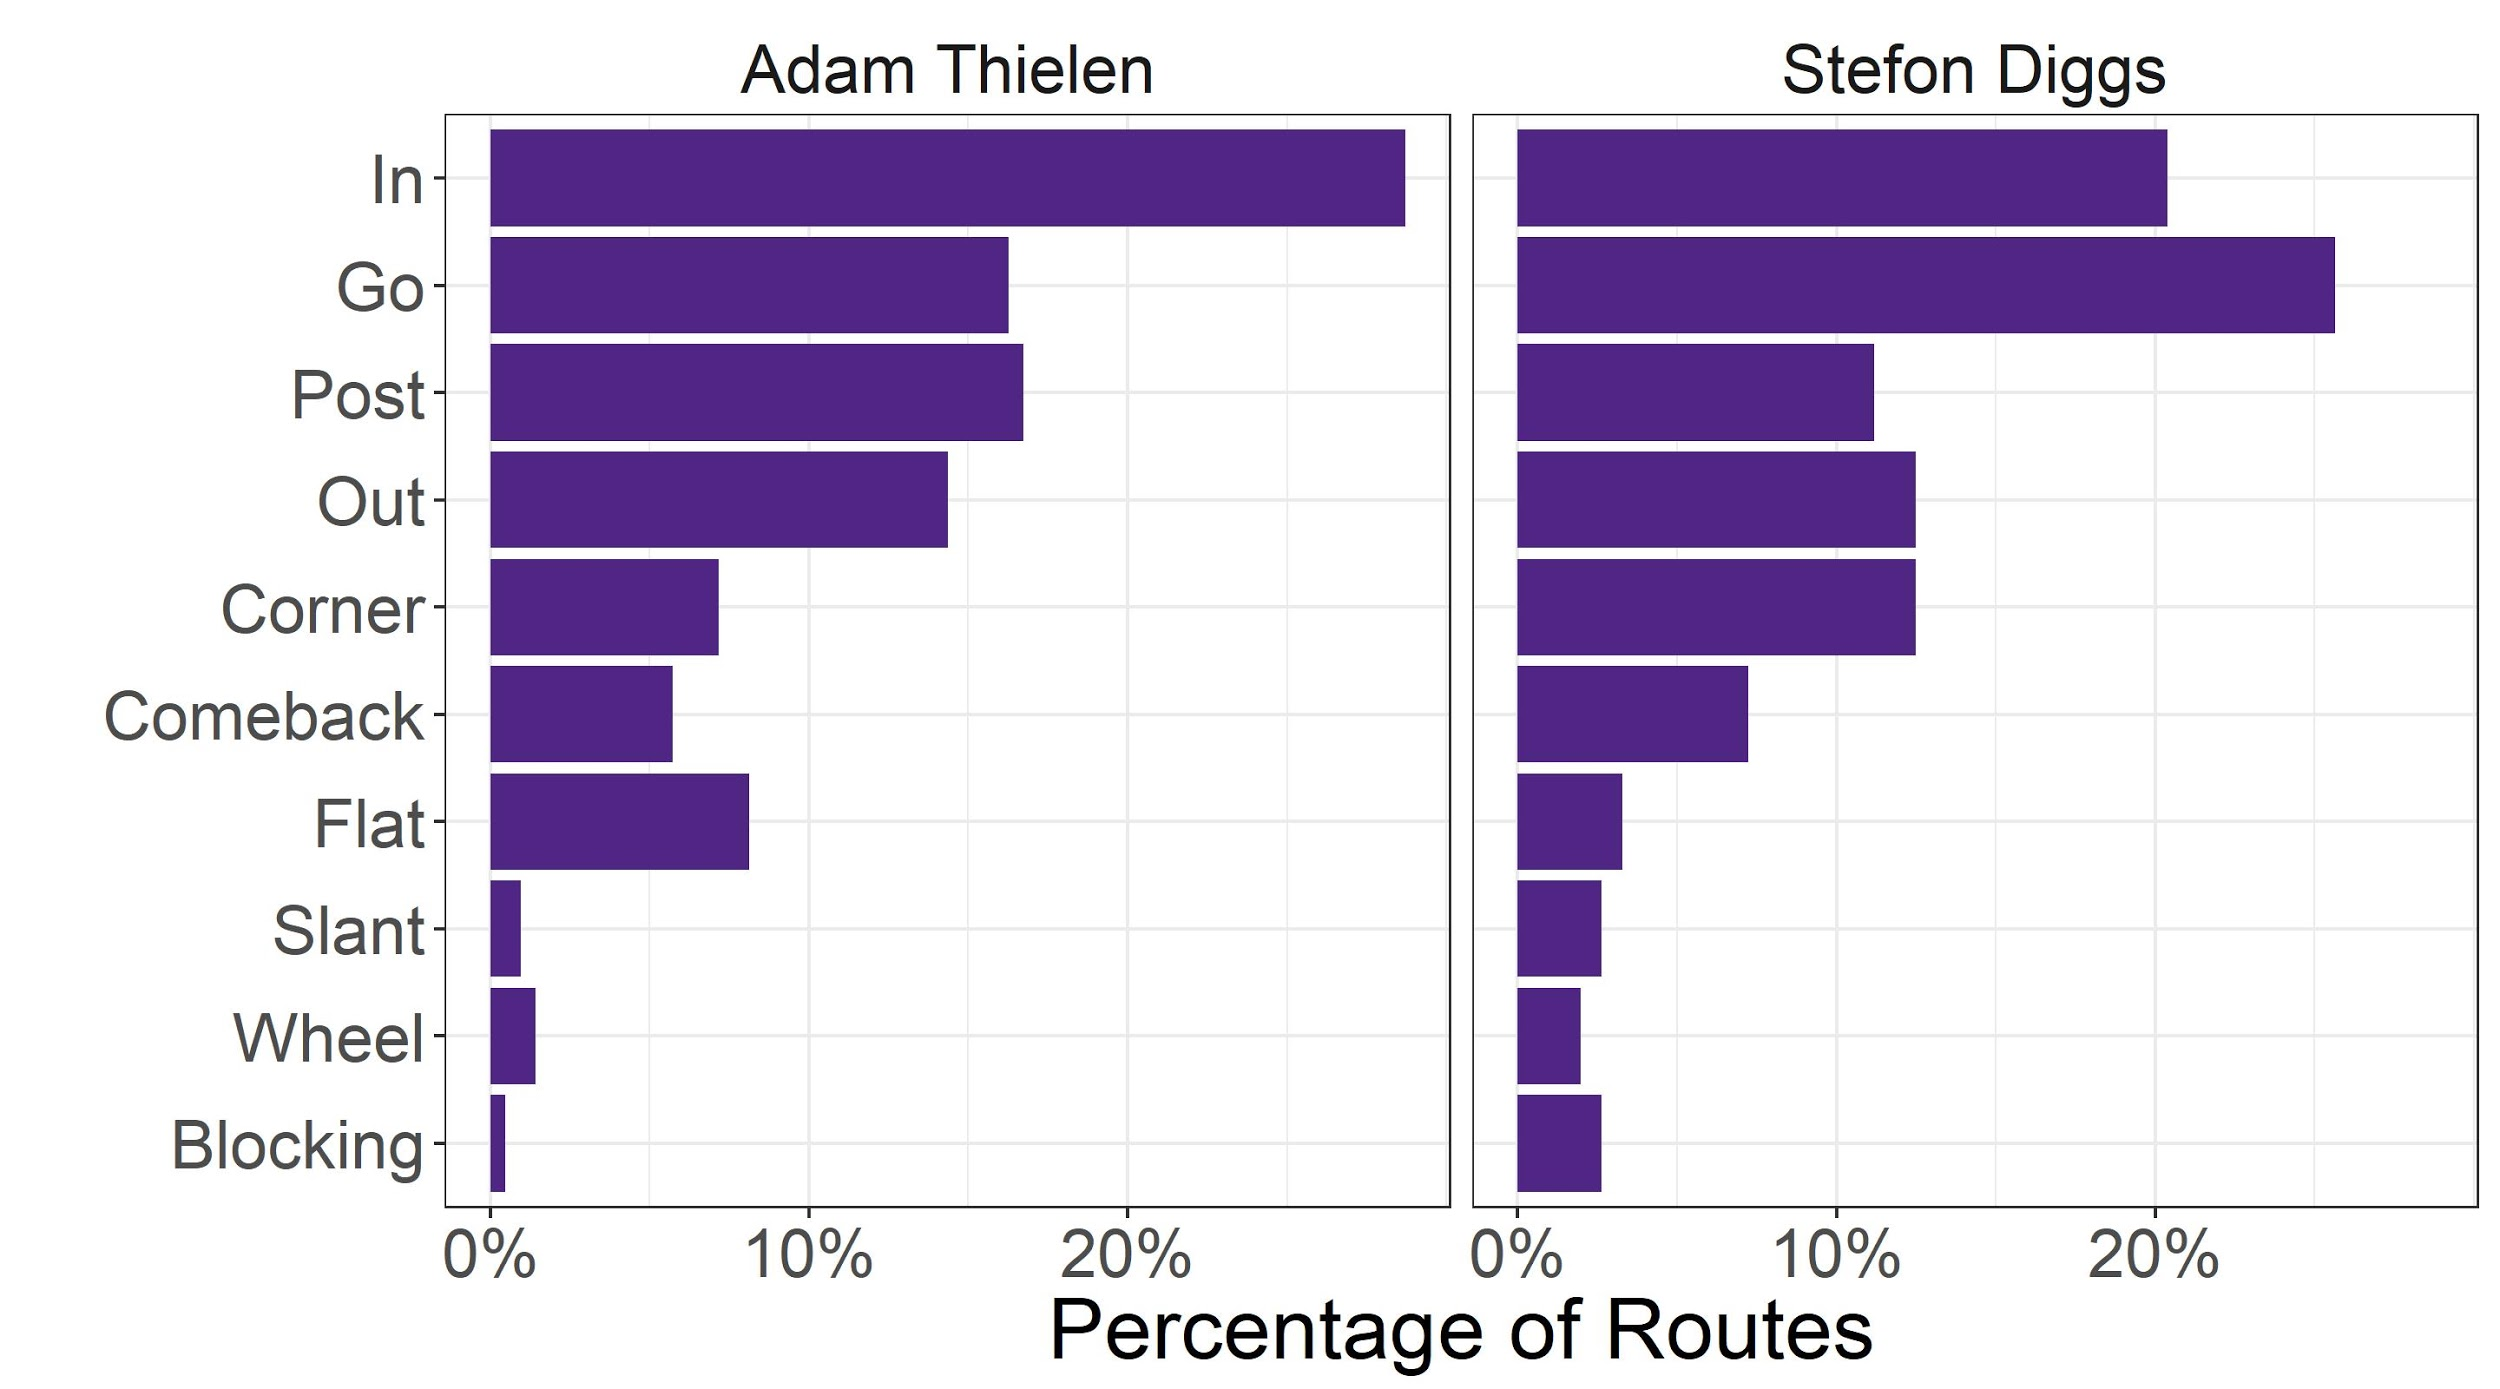 Adam Thielen
Stefon Diggs
In
Go
Post
Out
Corner
Comeback
Flat
Slant
Wheel
Blocking
0% 10% 20%
0% 10% 20%
Percentage of Routes